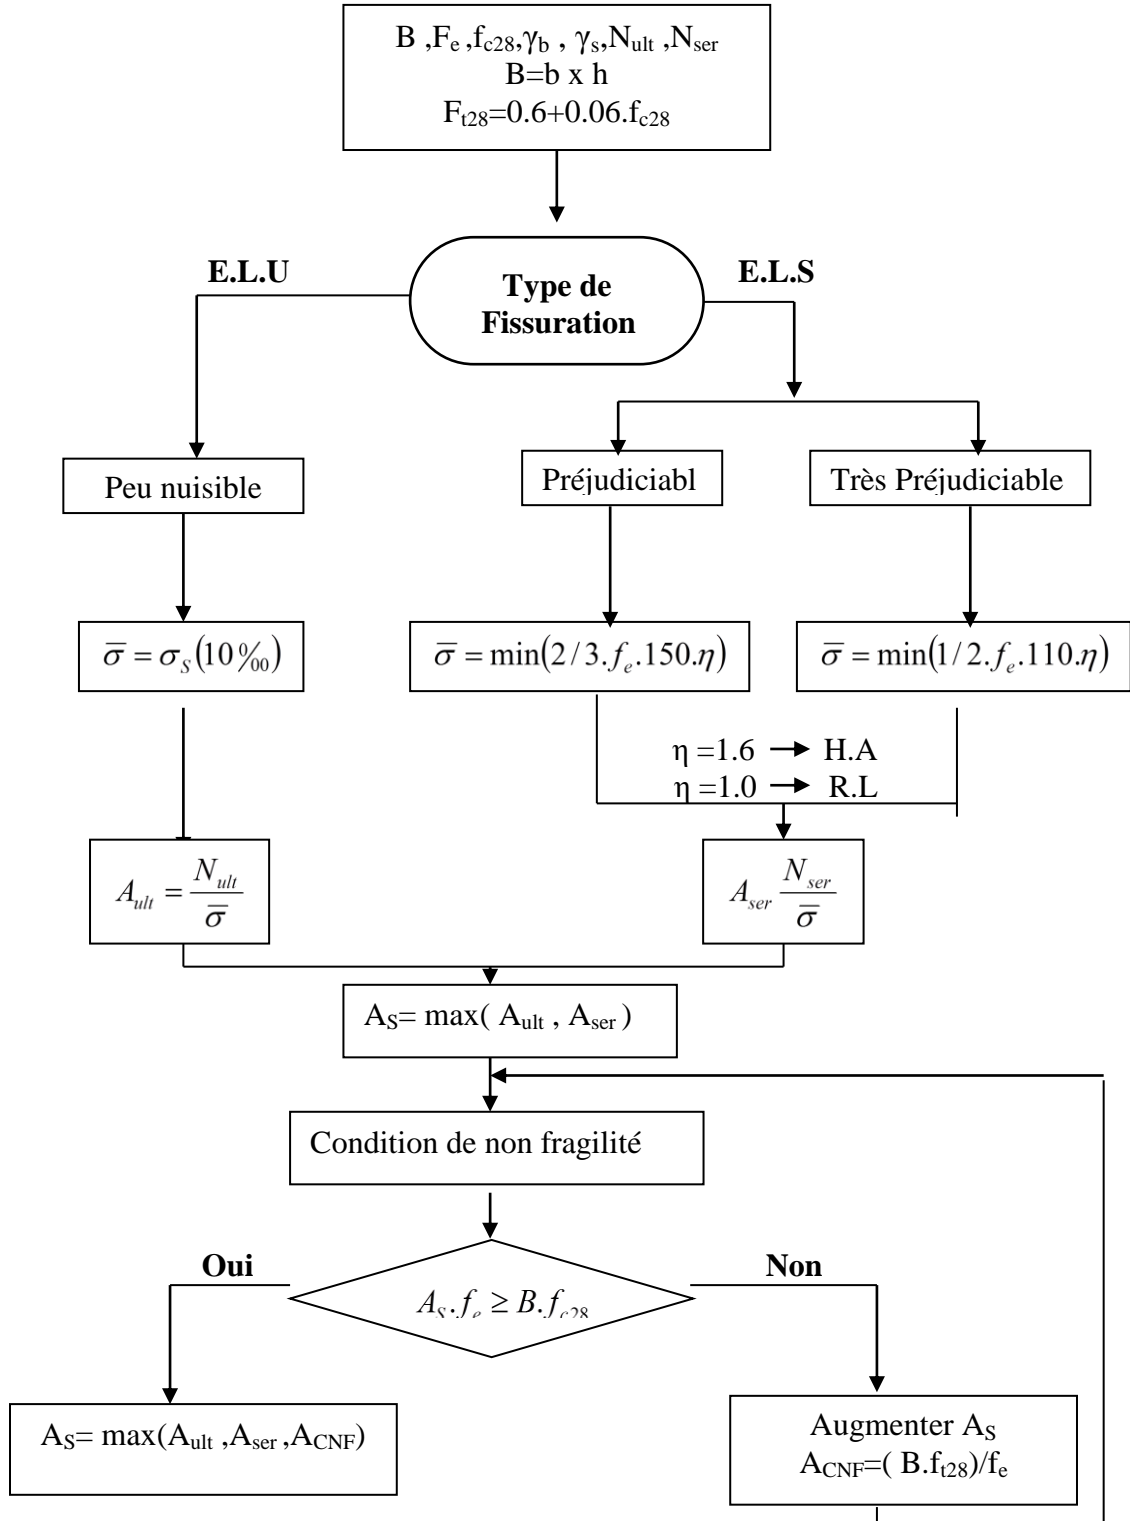 B ,Fe ,fc28,γb , γs,Nult ,Nser
B=b x h
Ft28=0.6+0.06.fc28
E.L.U
E.L.S
Type de
Fissuration
Peu nuisible
Préjudiciabl
Très Préjudiciable
σ̅ = σS(10‰)
σ̅ = min(2/3.fe.150.η)
σ̅ = min(1/2.fe.110.η)
η =1.6 → H.A
η =1.0 → R.L
Ault = Nult / σ̅
Aser Nser / σ̅
AS= max( Ault , Aser )
Condition de non fragilité
Oui
Non
AS.fe ≥ B.fc28
AS= max(Ault ,Aser ,ACNF)
Augmenter AS
ACNF=( B.ft28)/fe